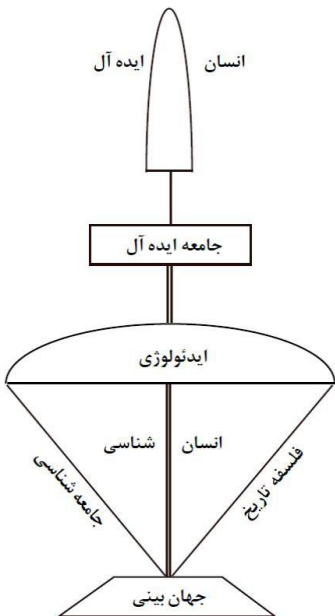 انسان ایده آل
جامعه ایده آل
ایدئولوژی
انسان شناسی
فلسفه تاریخ
جامعه شناسی
جهان بینی